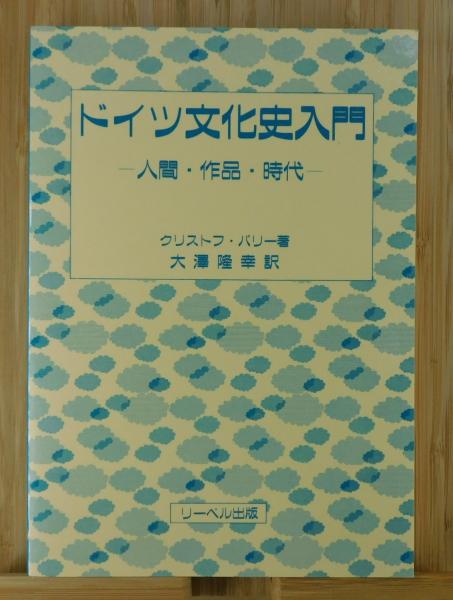 ドイツ文化史入門
―人間・作品・時代―
クリストフ・パリー著
大澤隆幸訳
リーベル出版